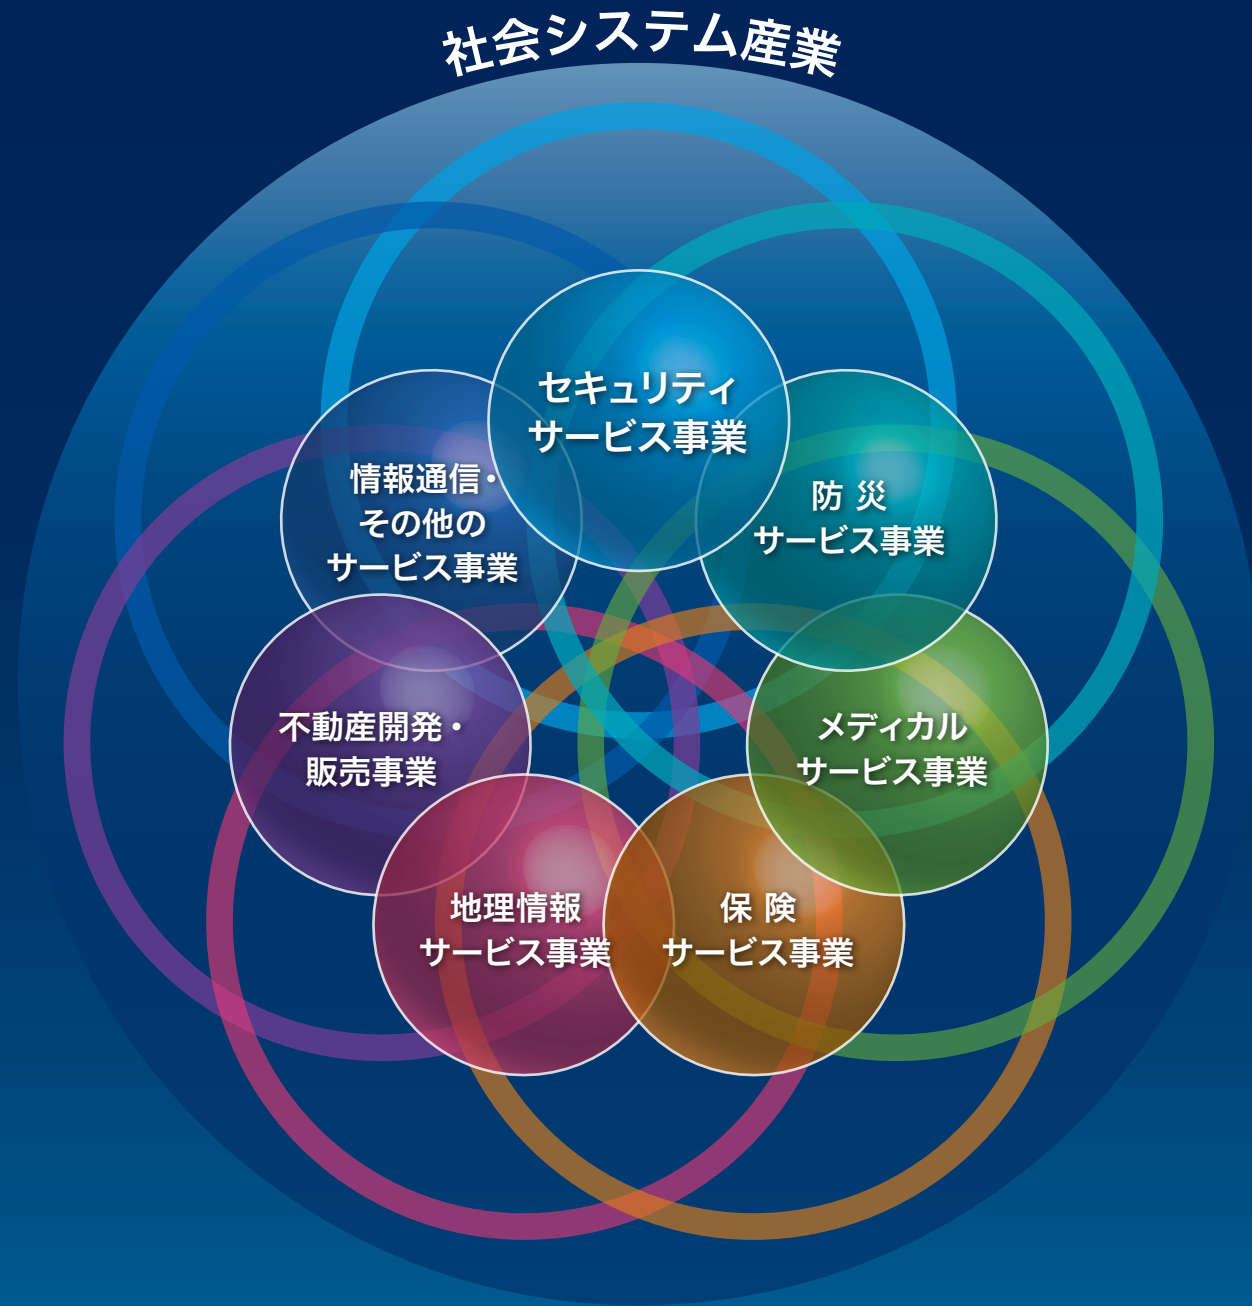 社会システム産業
セキュリティ
サービス事業
防 災
サービス事業
メディカル
サービス事業
保 険
サービス事業
地理情報
サービス事業
不動産開発・
販売事業
情報通信・
その他の
サービス事業